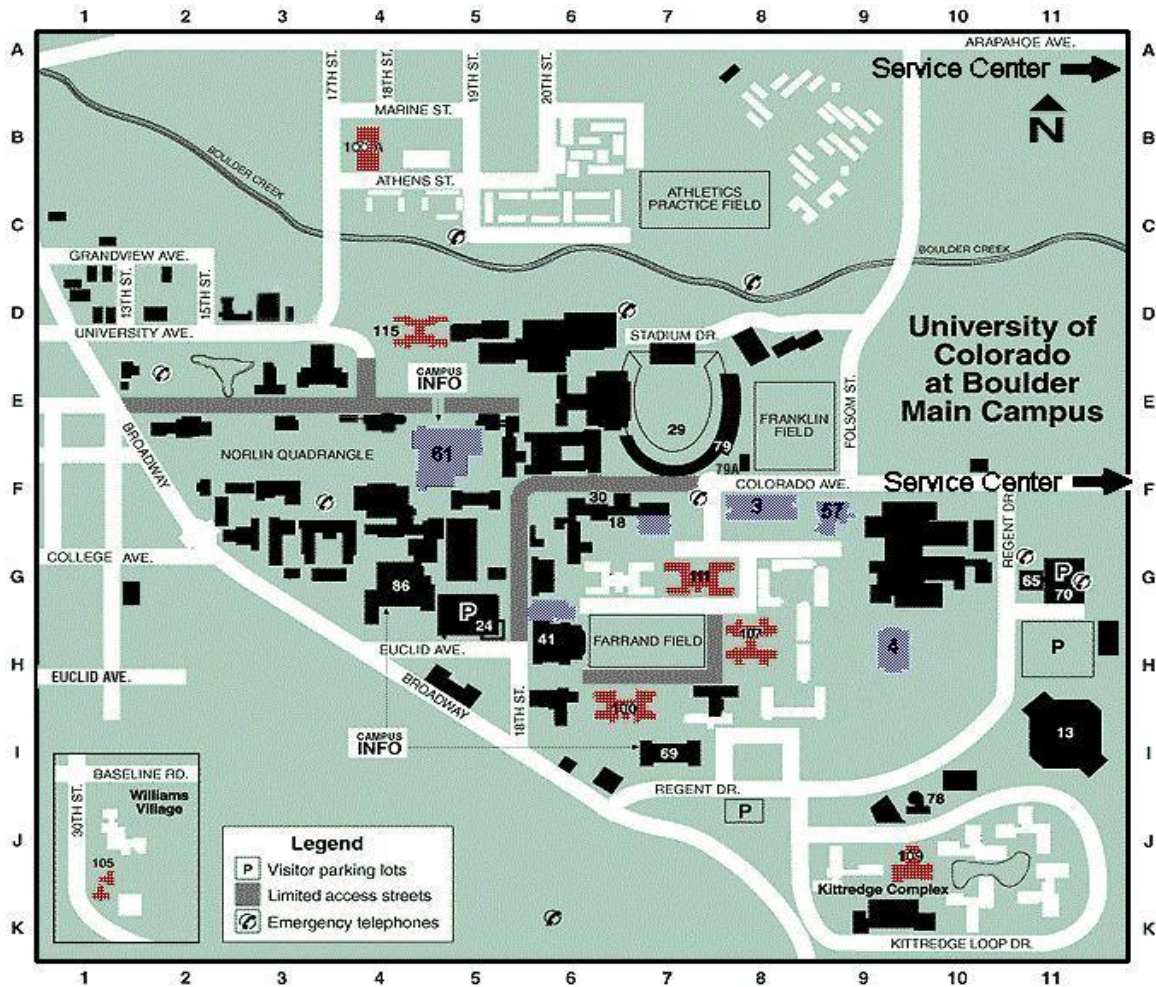 1 2 3 4 5 6 7 8 9 10 11
A ARAPAHOE AVE. A
Service Center
17TH ST.
18TH ST.
19TH ST.
20TH ST.
N
MARINE ST.
B B
BOULDER CREEK
ATHENS ST.
ATHLETICS
PRACTICE FIELD
C C
GRANDVIEW AVE.
BOULDER CREEK
13TH ST.
15TH ST.
D D
UNIVERSITY AVE.
115
STADIUM DR.
University of
Colorado
at Boulder
Main Campus
CAMPUS
INFO
E E
BROADWAY
FRANKLIN
FIELD
FOLSOM ST.
29
79
61
NORLIN QUADRANGLE
79A
F F
COLORADO AVE.
Service Center
30
18
3
57
REGENT DR.
COLLEGE AVE.
G G
86
111
P
65
70
P
24
41
FARRAND FIELD
107
4
P
H H
EUCLID AVE.
EUCLID AVE.
BROADWAY
18TH ST.
100
13
CAMPUS
INFO
69
I I
BASELINE RD.
REGENT DR.
Williams
Village
30TH ST.
78
P
J J
105
109
Kittredge Complex
Legend
P Visitor parking lots
Limited access streets
Emergency telephones
K K
KITTREDGE LOOP DR.
1 2 3 4 5 6 7 8 9 10 11